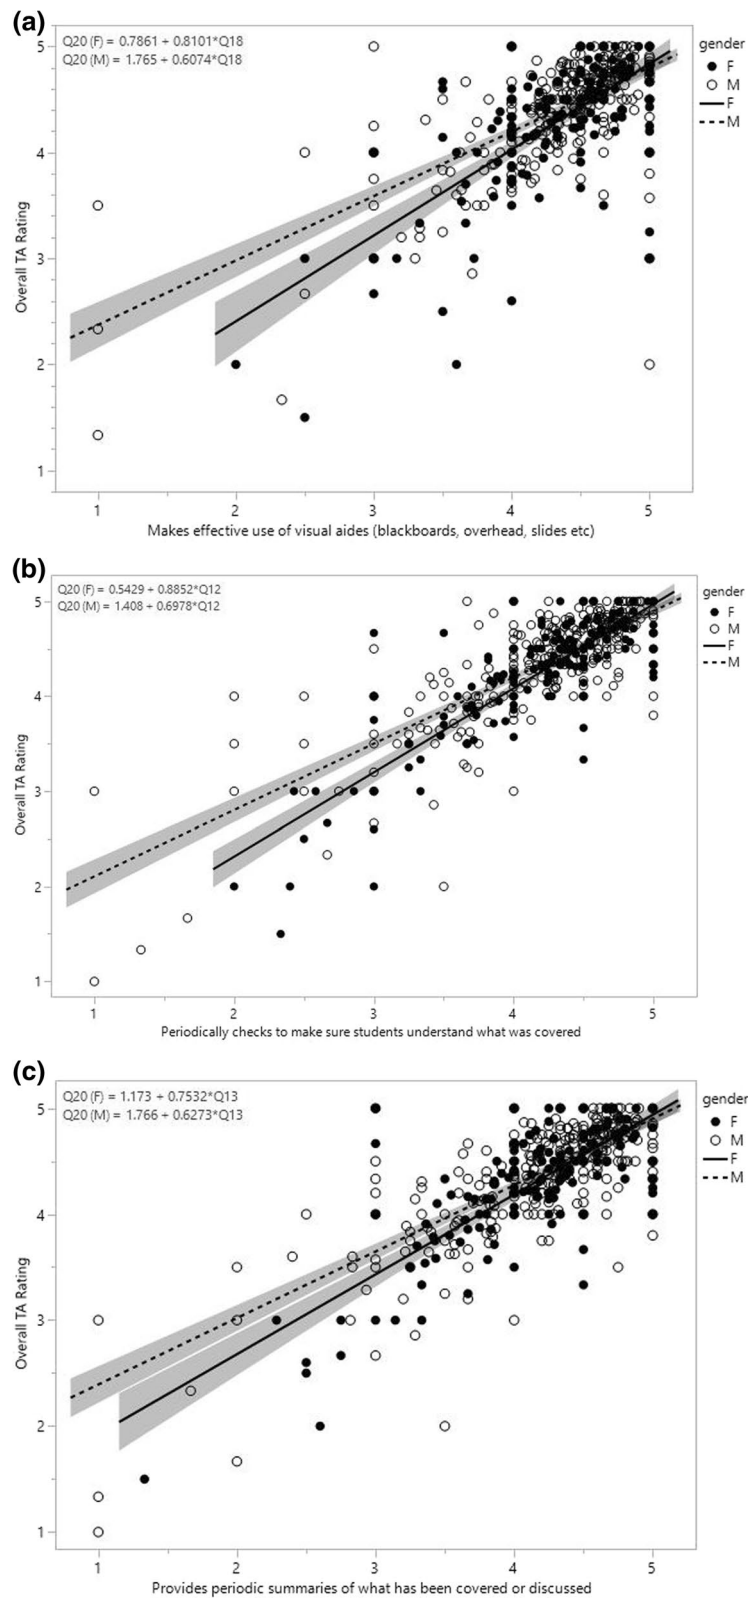 (a)
Q20 (F) = 0.7861 + 0.8101*Q18
Q20 (M) = 1.765 + 0.6074*Q18
gender
F
M
F
M
5
4
3
2
1
Overall TA Rating
1 2 3 4 5
Makes effective use of visual aides (blackboards, overhead, slides etc)
(b)
Q20 (F) = 0.5429 + 0.8852*Q12
Q20 (M) = 1.408 + 0.6978*Q12
gender
F
M
F
M
5
4
3
2
1
Overall TA Rating
1 2 3 4 5
Periodically checks to make sure students understand what was covered
(c)
Q20 (F) = 1.173 + 0.7532*Q13
Q20 (M) = 1.766 + 0.6273*Q13
gender
F
M
F
M
5
4
3
2
1
Overall TA Rating
1 2 3 4 5
Provides periodic summaries of what has been covered or discussed